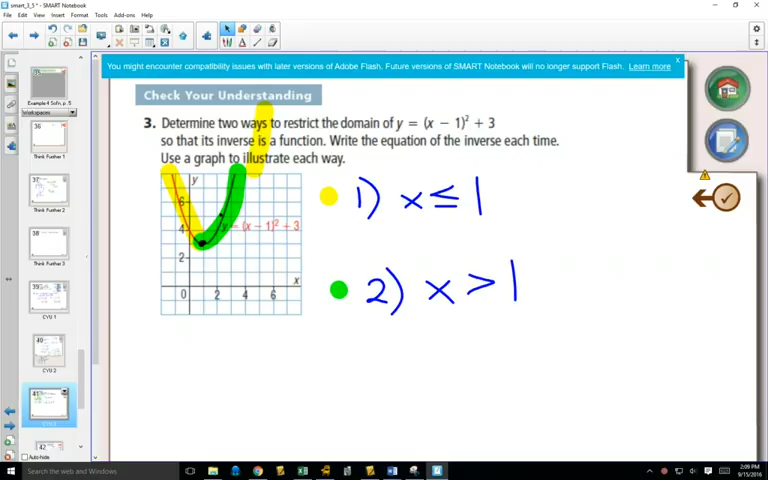 smart_3_5 * - SMART Notebook
File Edit View Insert Format Tools Add-ons Help
You might encounter compatibility issues with later versions of Adobe Flash. Future versions of SMART Notebook will no longer support Flash. Learn more x
Check Your Understanding
3. Determine two ways to restrict the domain of y = (x − 1)² + 3
so that its inverse is a function. Write the equation of the inverse each time.
Use a graph to illustrate each way.
y
6
4
2
0 2 4 6
x
y = (x − 1)² + 3
1) x ≤ 1
2) x > 1
Example 4 Soln, p. 5
36
Think Further 1
37
Think Further 2
38
Think Further 3
39
CYU 1
40
CYU 2
41
42
Auto-hide
Search the web and Windows
2:09 PM
9/15/2016